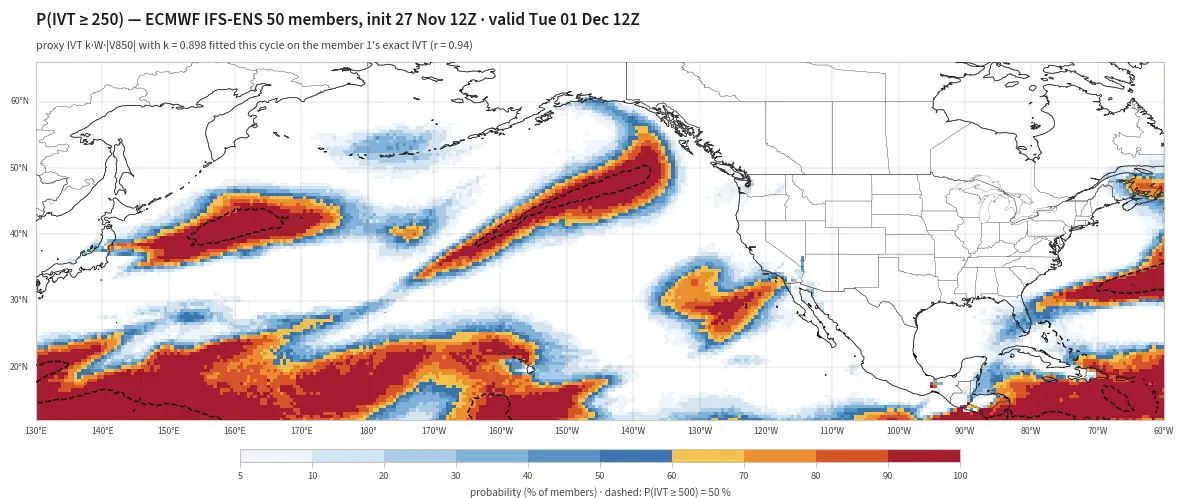 P(IVT ≥ 250) — ECMWF IFS-ENS 50 members, init 27 Nov 12Z · valid Tue 01 Dec 12Z
proxy IVT k·W·|V850| with k = 0.898 fitted this cycle on the member 1's exact IVT (r = 0.94)
60°N
50°N
40°N
30°N
20°N
130°E 140°E 150°E 160°E 170°E 180° 170°W 160°W 150°W 140°W 130°W 120°W 110°W 100°W 90°W 80°W 70°W 60°W
5 10 20 30 40 50 60 70 80 90 100
probability (% of members) · dashed: P(IVT ≥ 500) = 50 %